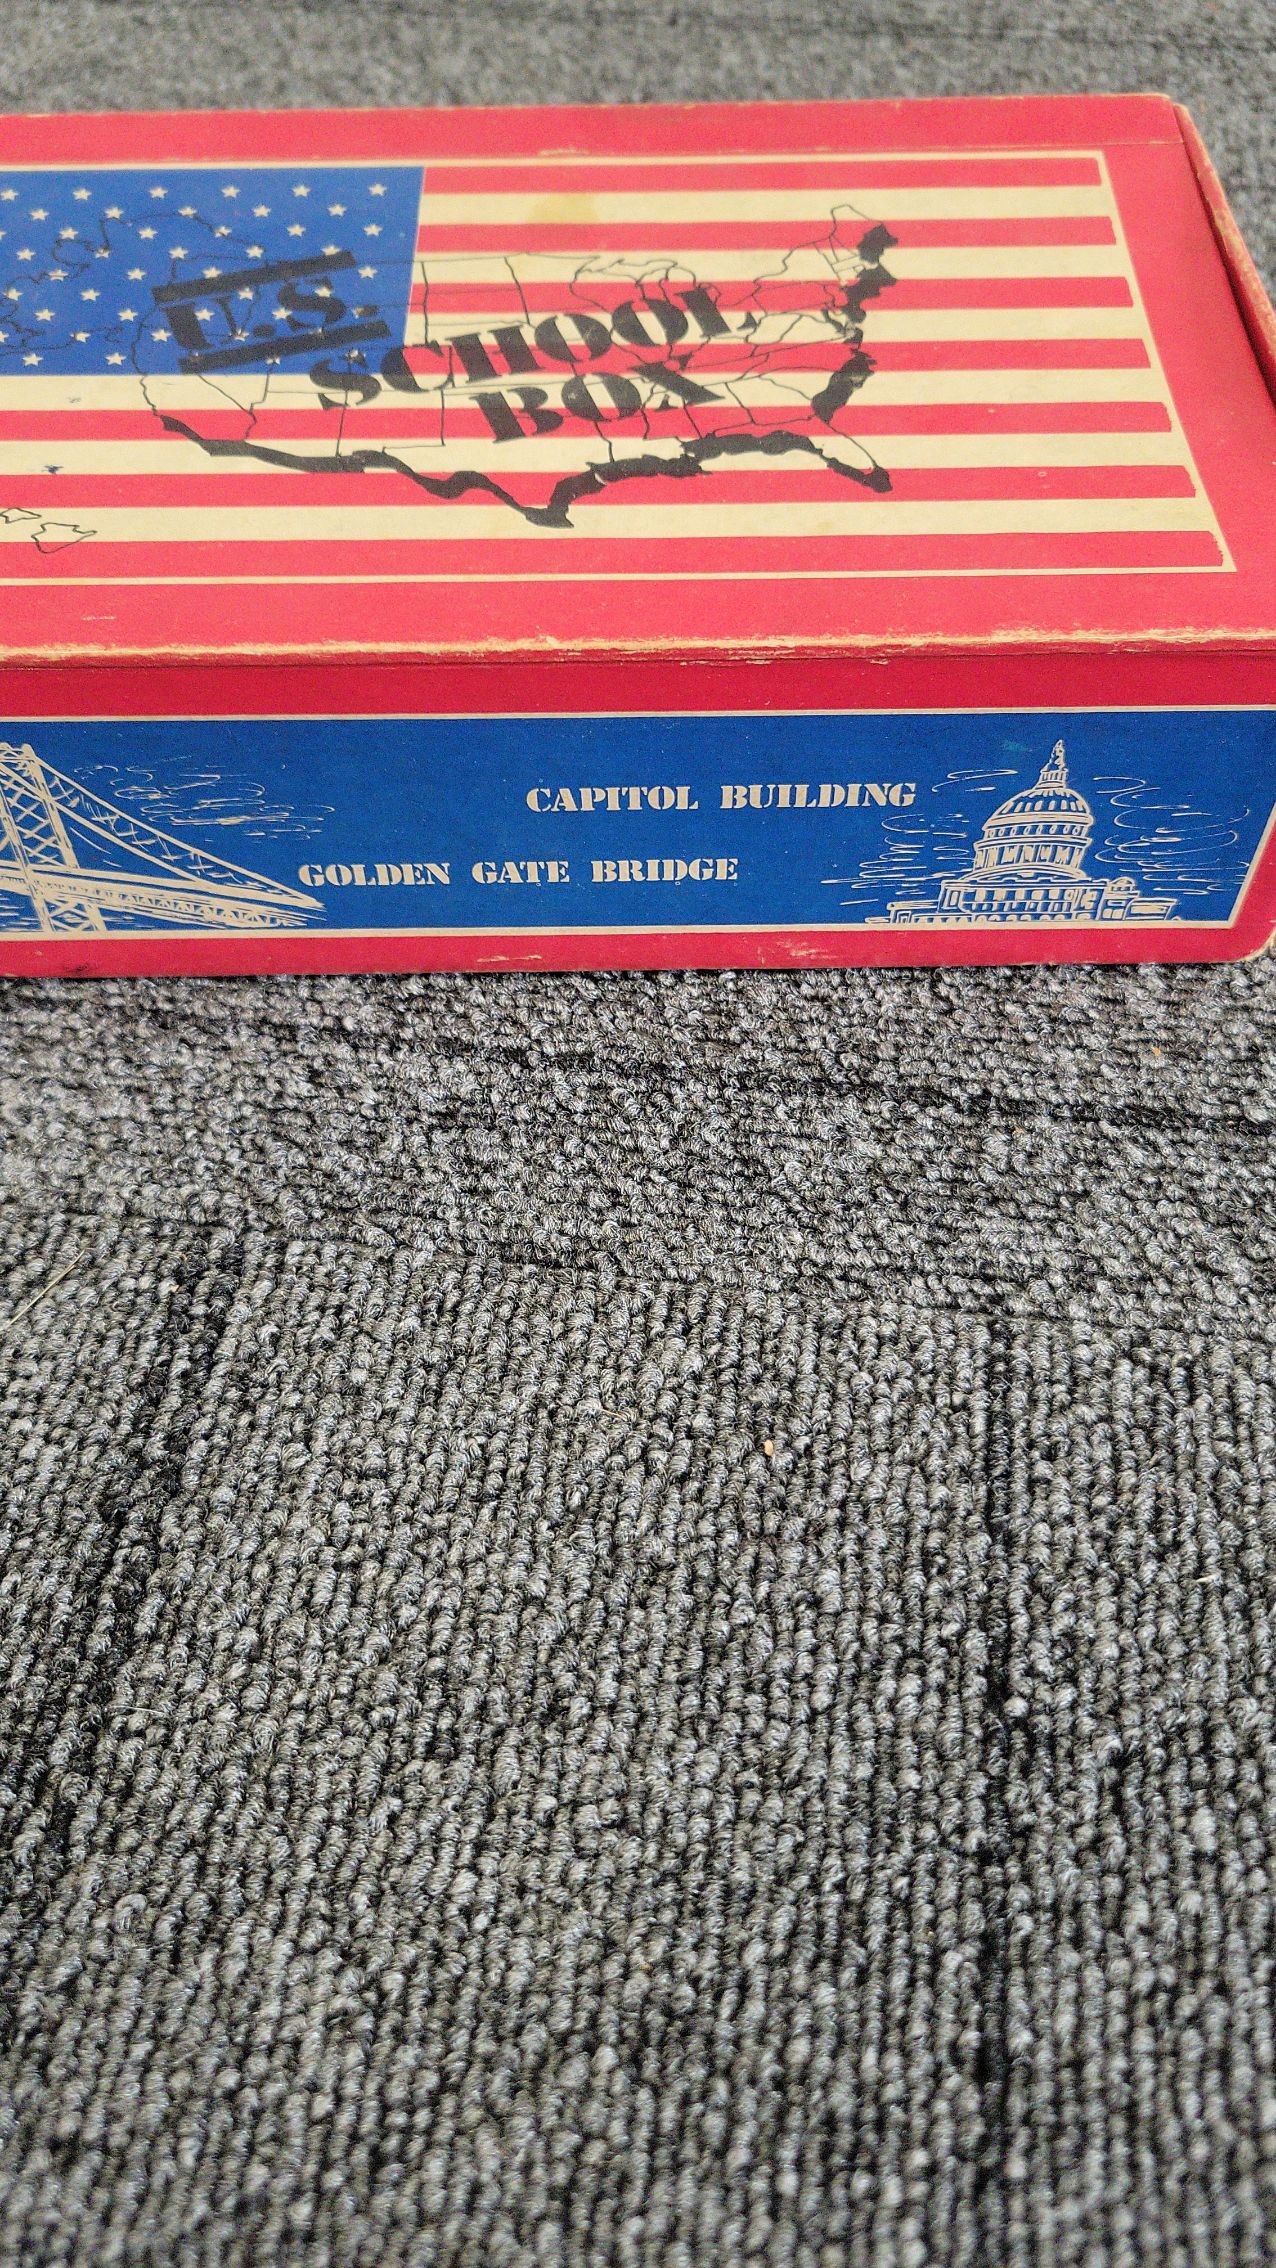 U.S.
SCHOOL
BOX
CAPITOL BUILDING
GOLDEN GATE BRIDGE